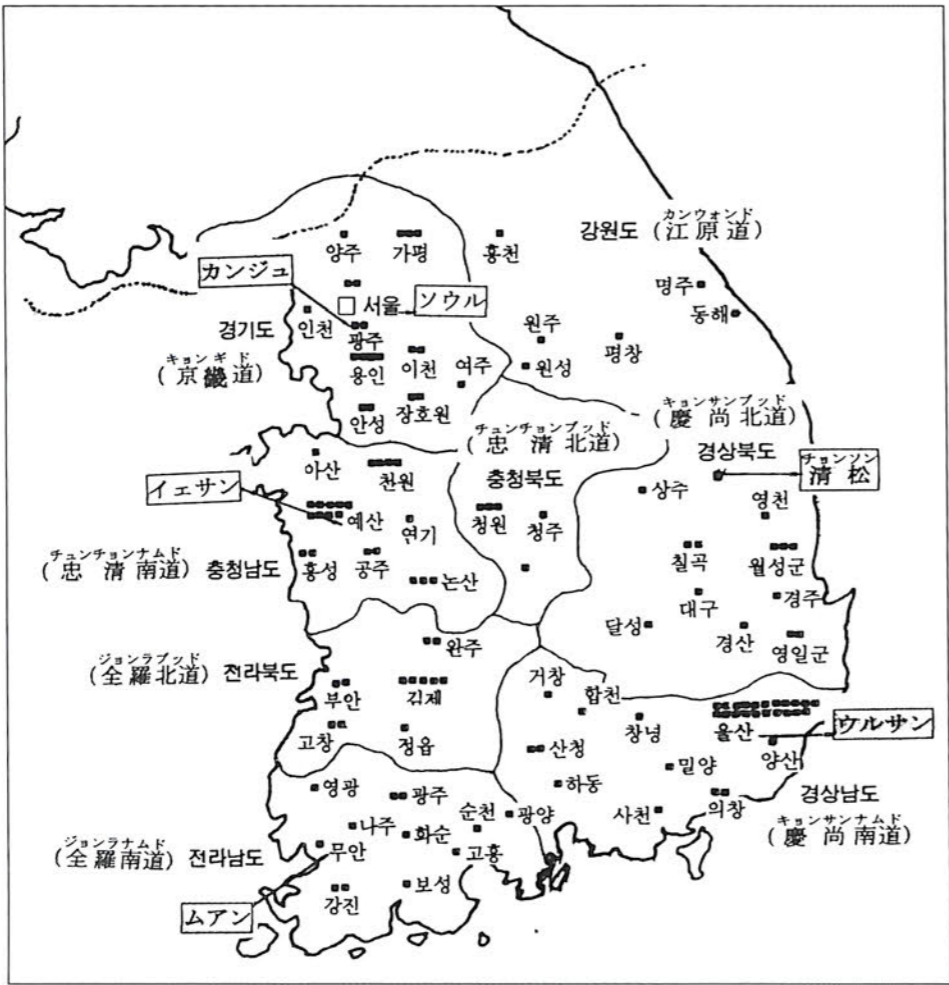 カンウォンド
강원도 (江原道)
양주 가평 홍천
カンジュ
명주
서울 ソウル
동해
인천
경기도
광주
원주
평창
キョンギド
(京畿道)
용인 이천 여주 원성
안성 장호원
チュンチョンブッド
(忠清北道)
キョンサンブッド
(慶尚北道)
경상북도
チョンソン
清松
아산 천원
충청북도
イェサン
상주
영천
예산 연기 청원 청주
チュンチョンナムド
(忠清南道) 충청남도
홍성 공주
칠곡 월성군
논산
대구 경주
달성 경산 영일군
완주
ジョンラブッド
(全羅北道) 전라북도
부안 김제
거창 합천
고창 정읍
창녕 울산 ウルサン
산청 양산
밀양
영광 광주 하동
순천 광양 사천 의창 경상남도
キョンサンナムド
(慶尚南道)
나주 화순
ジョンラナムド
(全羅南道) 전라남도
무안 고흥
강진 보성
ムアン